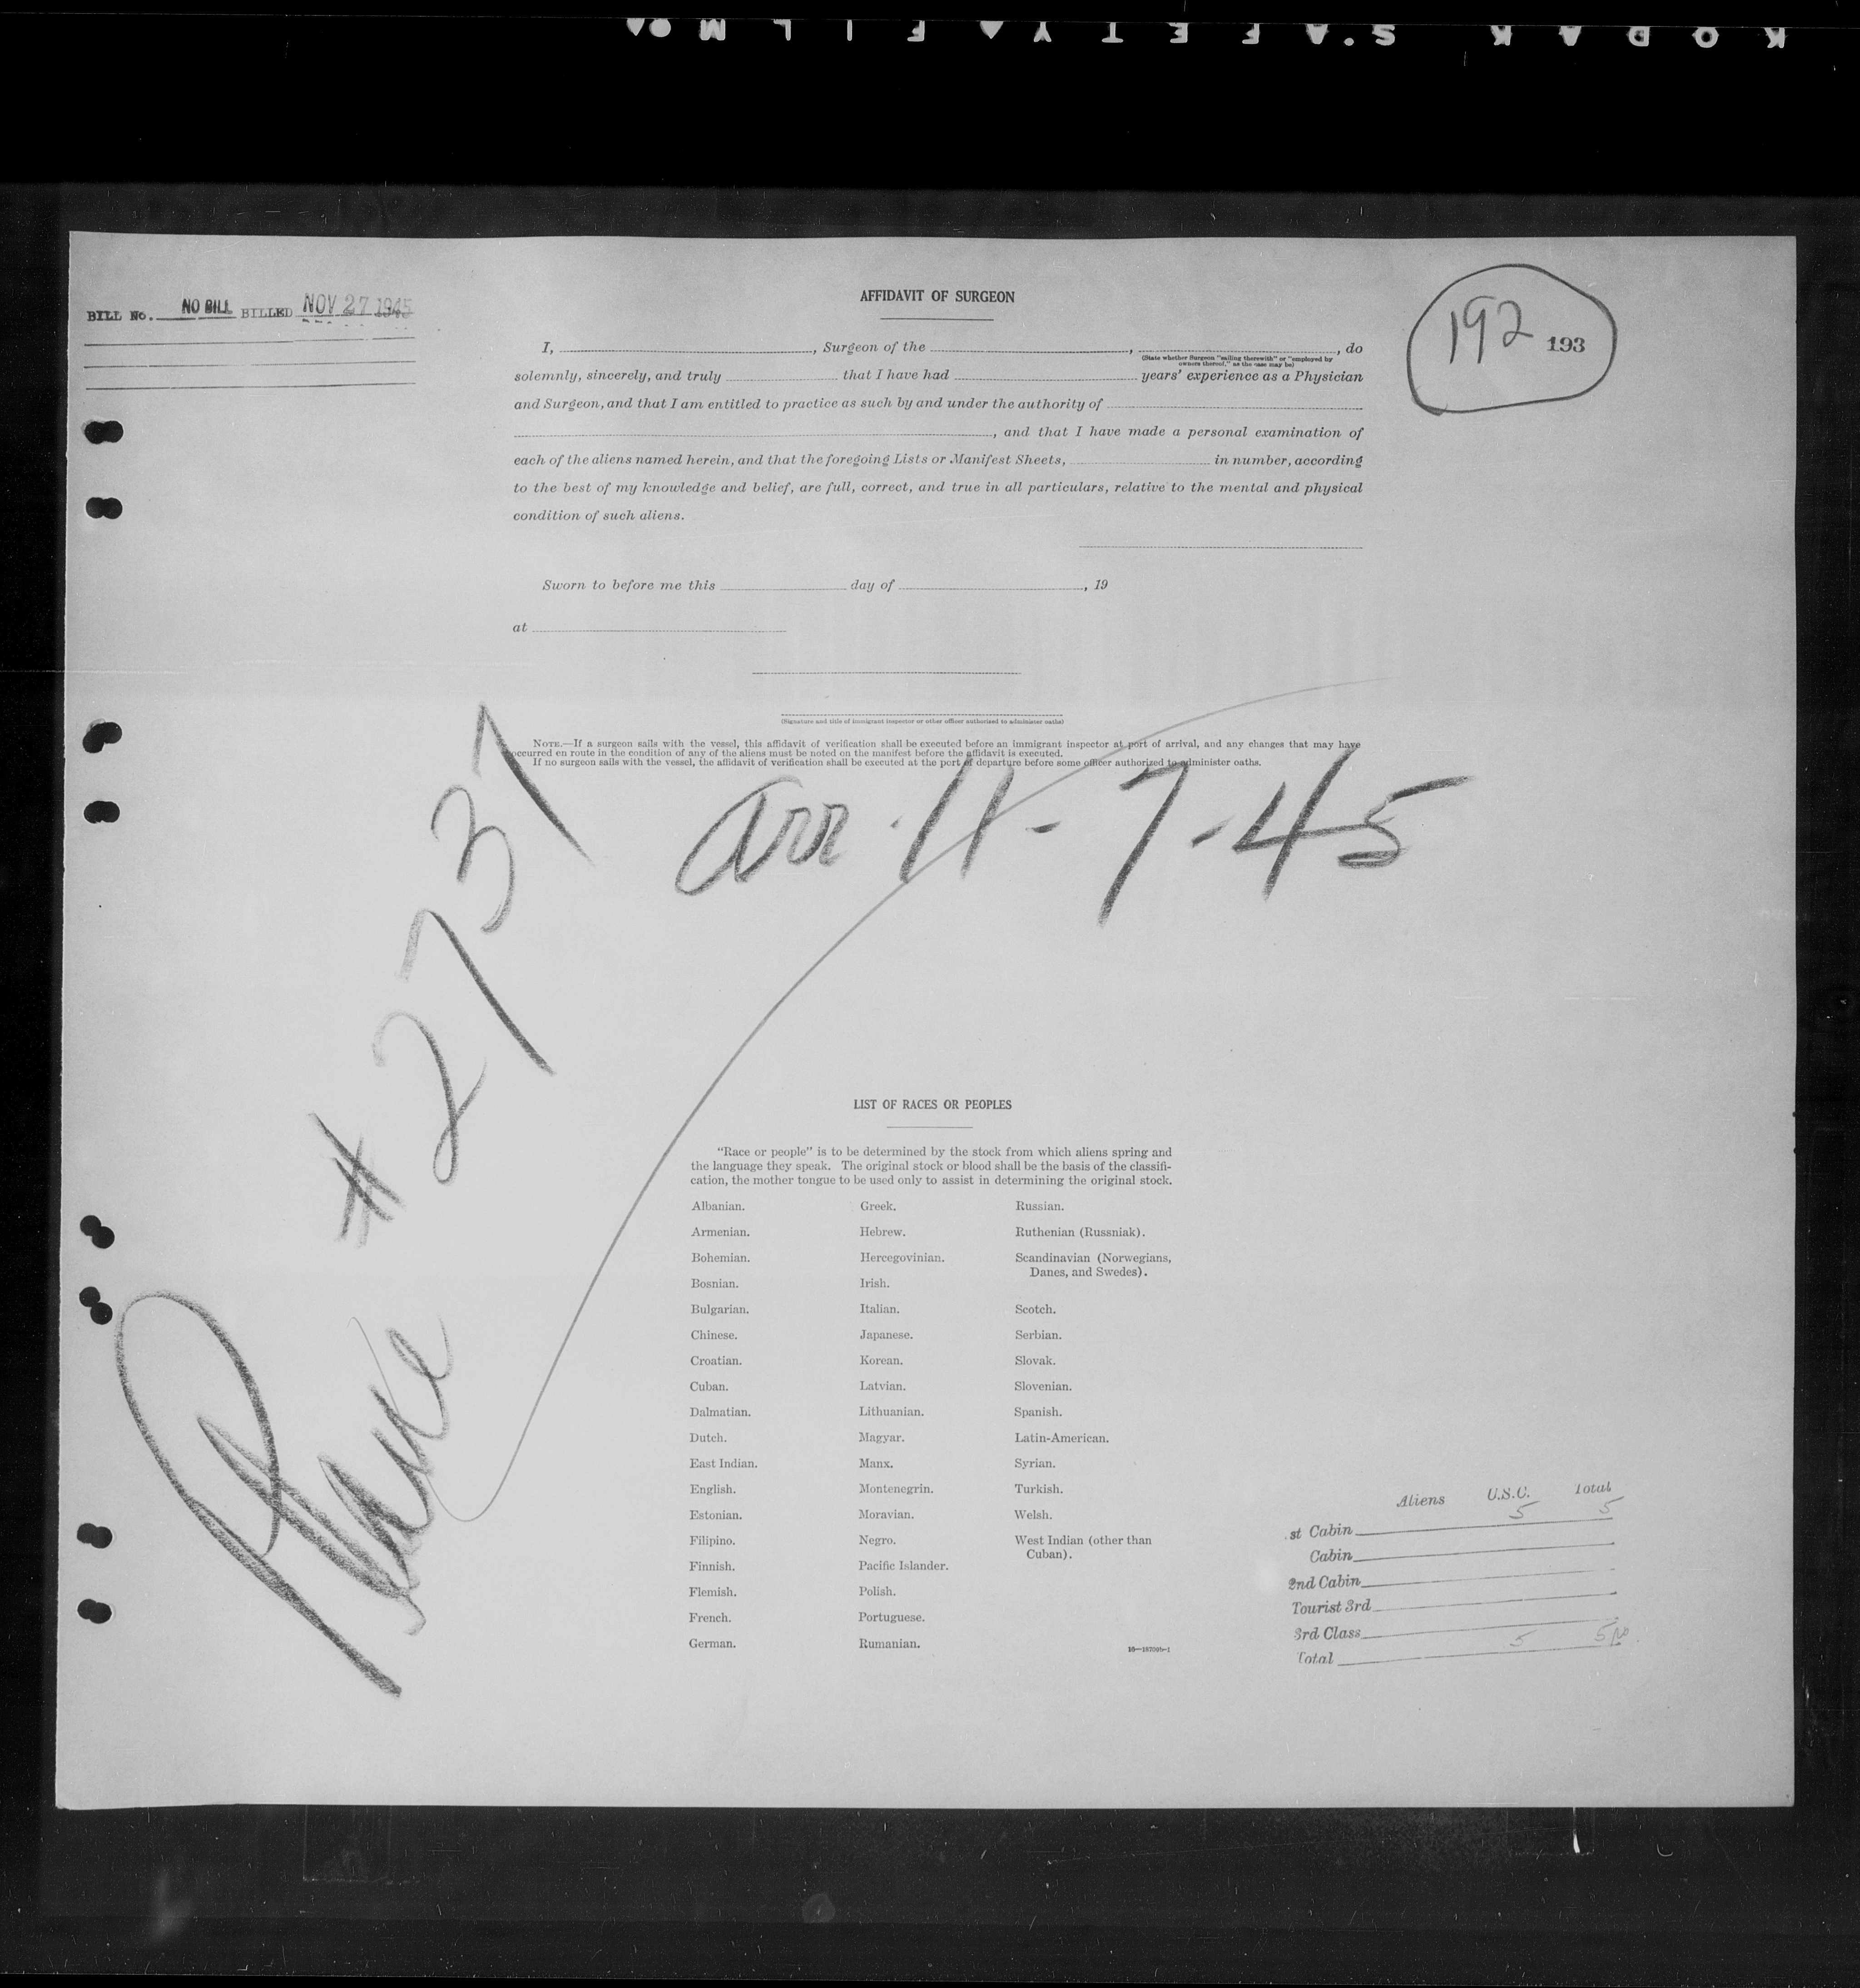 KODAK SAFETY FILM
BILL No. NO BILL BILLED NOV 27 1945
192 193
AFFIDAVIT OF SURGEON
I, , Surgeon of the , , do
(State whether Surgeon "sailing therewith" or "employed by
owners thereof," as the case may be)
solemnly, sincerely, and truly that I have had years' experience as a Physician
and Surgeon, and that I am entitled to practice as such by and under the authority of
, and that I have made a personal examination of
each of the aliens named herein, and that the foregoing Lists or Manifest Sheets, in number, according
to the best of my knowledge and belief, are full, correct, and true in all particulars, relative to the mental and physical
condition of such aliens.
Sworn to before me this day of , 19
at
(Signature and title of immigrant inspector or other officer authorized to administer oaths)
NOTE.—If a surgeon sails with the vessel, this affidavit of verification shall be executed before an immigrant inspector at port of arrival, and any changes that may have
occurred en route in the condition of any of the aliens must be noted on the manifest before the affidavit is executed.
If no surgeon sails with the vessel, the affidavit of verification shall be executed at the port of departure before some officer authorized to administer oaths.
arr 11-7-45
Plane # 2737
LIST OF RACES OR PEOPLES
"Race or people" is to be determined by the stock from which aliens spring and
the language they speak. The original stock or blood shall be the basis of the classifi-
cation, the mother tongue to be used only to assist in determining the original stock.
Albanian.
Armenian.
Bohemian.
Bosnian.
Bulgarian.
Chinese.
Croatian.
Cuban.
Dalmatian.
Dutch.
East Indian.
English.
Estonian.
Filipino.
Finnish.
Flemish.
French.
German.
Greek.
Hebrew.
Hercegovinian.
Irish.
Italian.
Japanese.
Korean.
Latvian.
Lithuanian.
Magyar.
Manx.
Montenegrin.
Moravian.
Negro.
Pacific Islander.
Polish.
Portuguese.
Rumanian.
Russian.
Ruthenian (Russniak).
Scandinavian (Norwegians,
Danes, and Swedes).
Scotch.
Serbian.
Slovak.
Slovenian.
Spanish.
Latin-American.
Syrian.
Turkish.
Welsh.
West Indian (other than
Cuban).
Aliens U.S.C. Total
st Cabin 5 5
Cabin
2nd Cabin
Tourist 3rd
3rd Class
Total 5 5